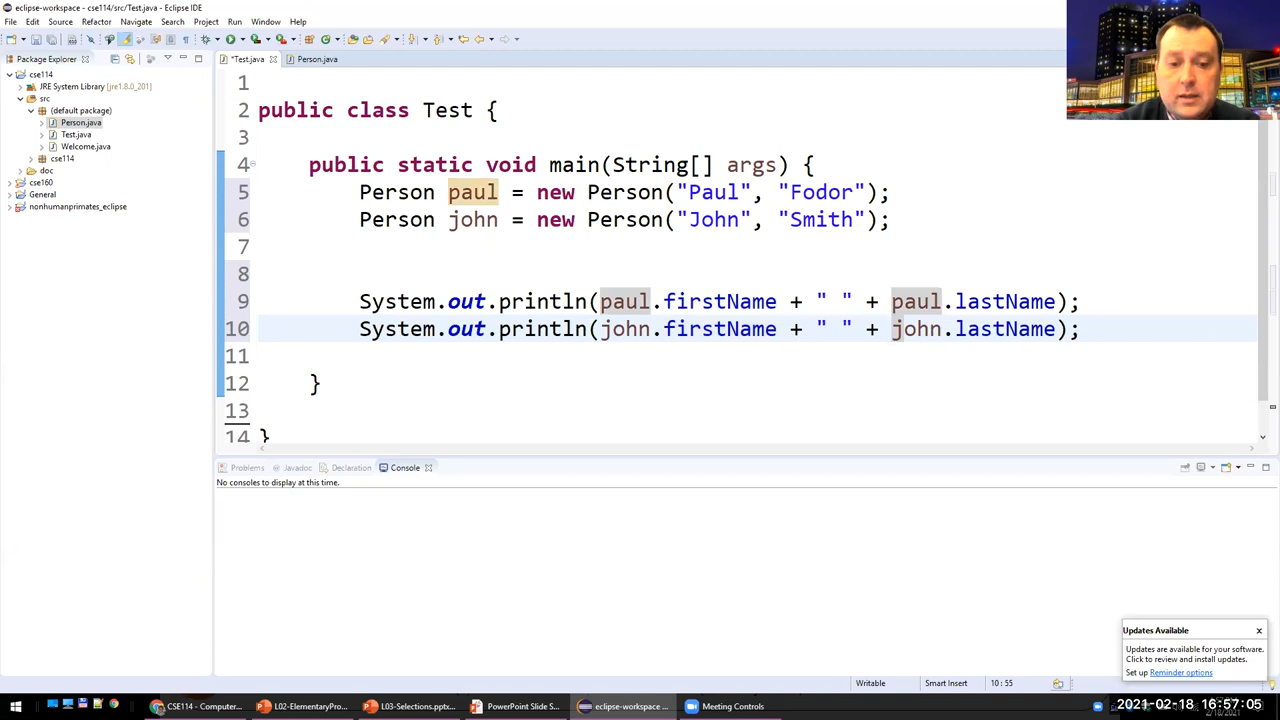 eclipse-workspace - cse114/src/Test.java - Eclipse IDE
File Edit Source Refactor Navigate Search Project Run Window Help
Package Explorer
*Test.java Person.java
cse114
JRE System Library [jre1.8.0_201]
src
(default package)
Person.java
Test.java
Welcome.java
cse114
doc
cse160
General
nonhumanprimates_eclipse
1
2 public class Test {
3
4 public static void main(String[] args) {
5 Person paul = new Person("Paul", "Fodor");
6 Person john = new Person("John", "Smith");
7
8
9 System.out.println(paul.firstName + " " + paul.lastName);
10 System.out.println(john.firstName + " " + john.lastName);
11
12 }
13
14 }
Problems Javadoc Declaration Console
No consoles to display at this time.
Updates Available
Updates are available for your software.
Click to review and install updates.
Set up Reminder options
Writable Smart Insert 10 : 55
CSE114 - Computer... L02-ElementaryPro... L03-Selections.pptx... PowerPoint Slide S... eclipse-workspace ... Meeting Controls
2021-02-18 16:57:05